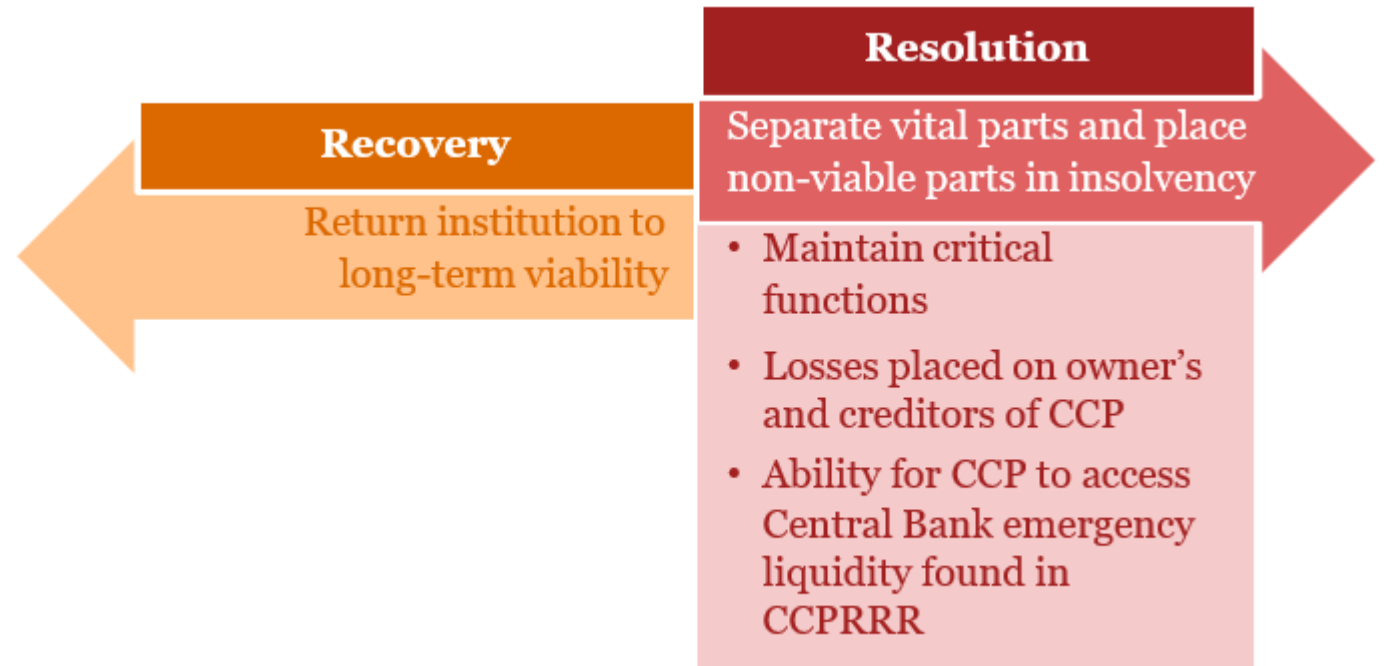 Resolution
Separate vital parts and place
non-viable parts in insolvency
Recovery
Return institution to
long-term viability
• Maintain critical
functions
• Losses placed on owner’s
and creditors of CCP
• Ability for CCP to access
Central Bank emergency
liquidity found in
CCPRRR